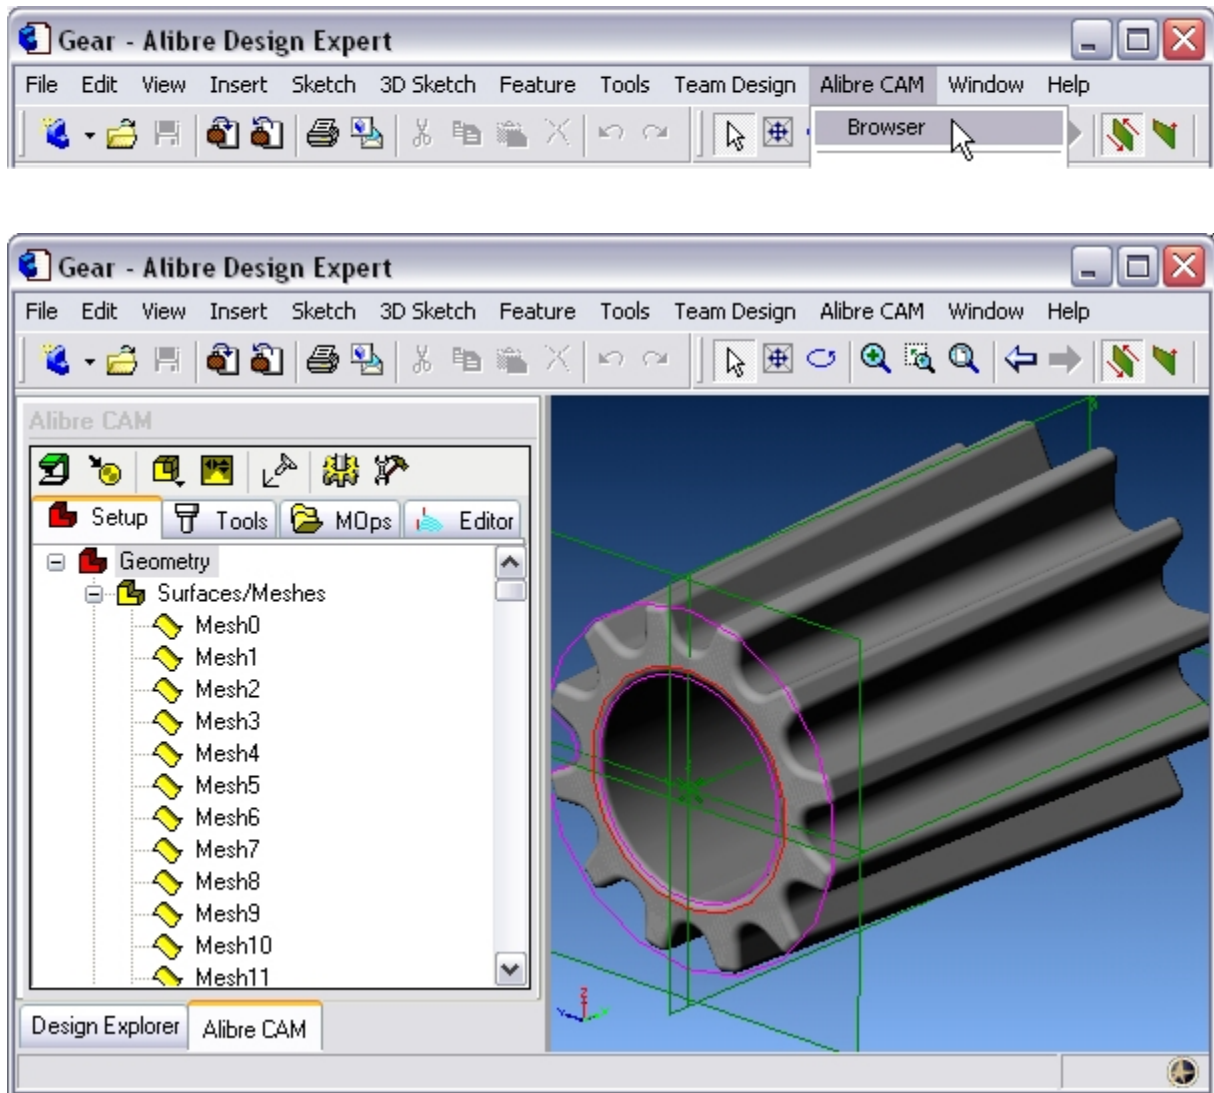 Gear - Alibre Design Expert
File Edit View Insert Sketch 3D Sketch Feature Tools Team Design Alibre CAM Window Help
Browser
Gear - Alibre Design Expert
File Edit View Insert Sketch 3D Sketch Feature Tools Team Design Alibre CAM Window Help
Alibre CAM
Setup Tools MOps Editor
Geometry
Surfaces/Meshes
Mesh0
Mesh1
Mesh2
Mesh3
Mesh4
Mesh5
Mesh6
Mesh7
Mesh8
Mesh9
Mesh10
Mesh11
Design Explorer Alibre CAM